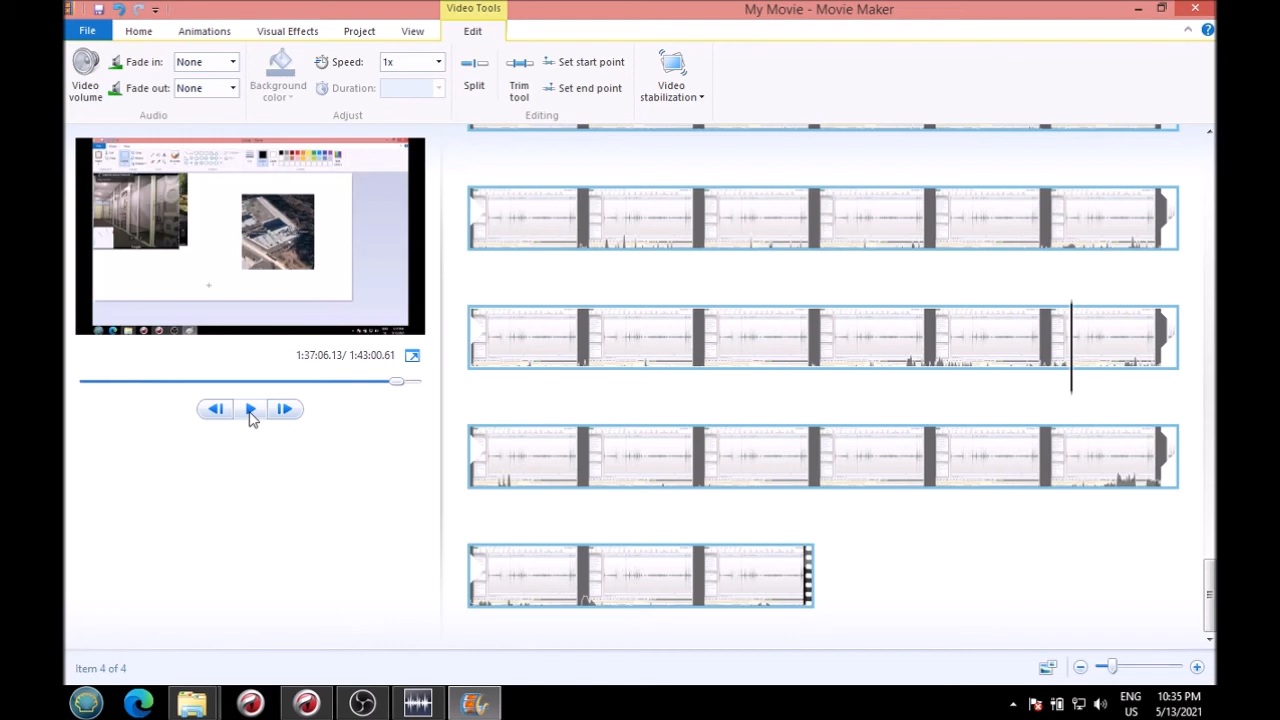 Video Tools
My Movie - Movie Maker
File Home Animations Visual Effects Project View Edit
Video volume
Fade in: None
Fade out: None
Audio
Background color
Speed: 1x
Duration:
Adjust
Split
Trim tool
Set start point
Set end point
Editing
Video stabilization
1:37:06.13/ 1:43:00.61
Item 4 of 4
ENG
US
10:35 PM
5/13/2021